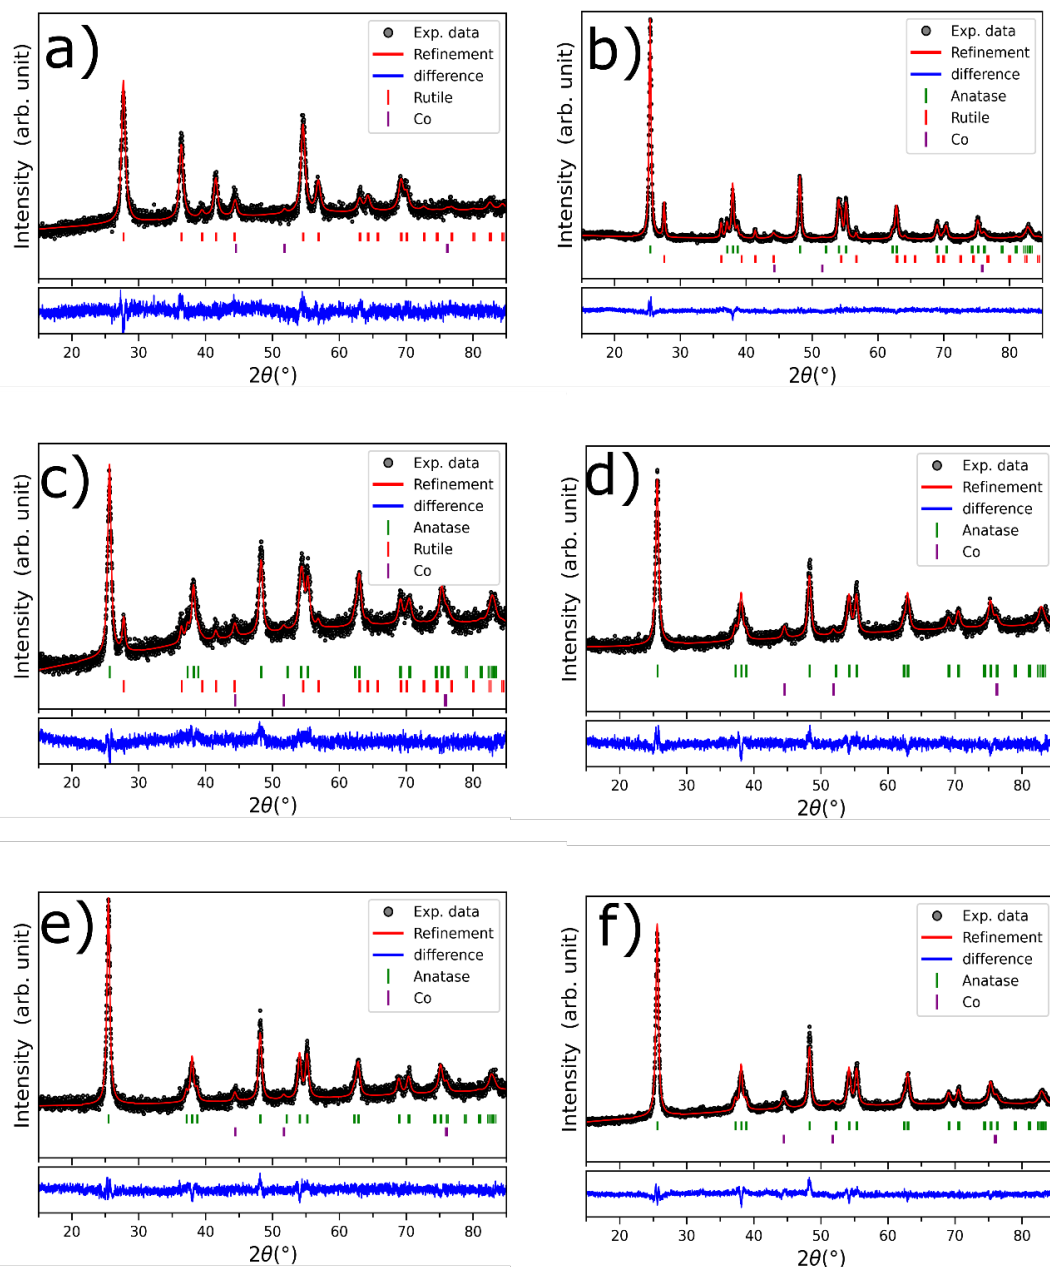 a)
Exp. data
Refinement
difference
Rutile
Co
Intensity (arb. unit)
20 30 40 50 60 70 80
2θ(°)
b)
Exp. data
Refinement
difference
Anatase
Rutile
Co
Intensity (arb. unit)
20 30 40 50 60 70 80
2θ(°)
c)
Exp. data
Refinement
difference
Anatase
Rutile
Co
Intensity (arb. unit)
20 30 40 50 60 70 80
2θ(°)
d)
Exp. data
Refinement
difference
Anatase
Co
Intensity (arb. unit)
20 30 40 50 60 70 80
2θ(°)
e)
Exp. data
Refinement
difference
Anatase
Co
Intensity (arb. unit)
20 30 40 50 60 70 80
2θ(°)
f)
Exp. data
Refinement
difference
Anatase
Co
Intensity (arb. unit)
20 30 40 50 60 70 80
2θ(°)